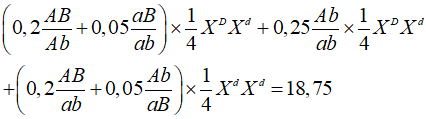 (0,2 AB/Ab + 0,05 aB/ab) × 1/4 X^D X^d + 0,25 Ab/ab × 1/4 X^D X^d
+ (0,2 AB/ab + 0,05 Ab/aB) × 1/4 X^d X^d = 18,75